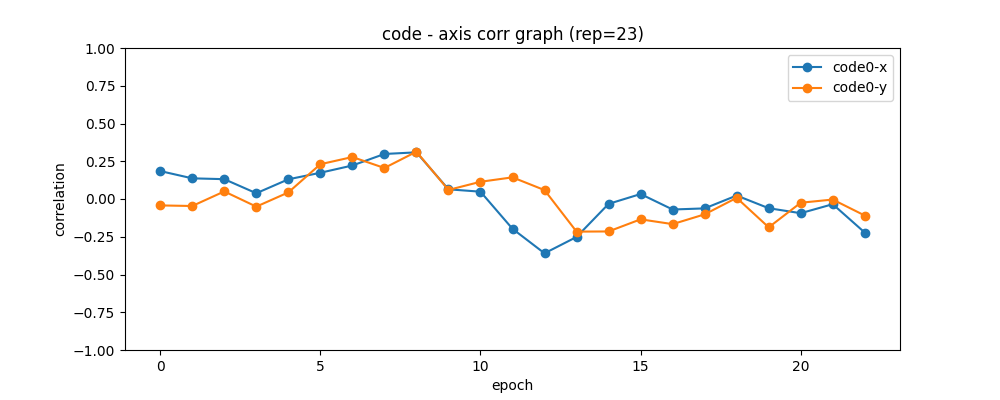 code - axis corr graph (rep=23)
1.00
0.75
0.50
0.25
0.00
−0.25
−0.50
−0.75
−1.00
correlation
code0-x
code0-y
0 5 10 15 20
epoch